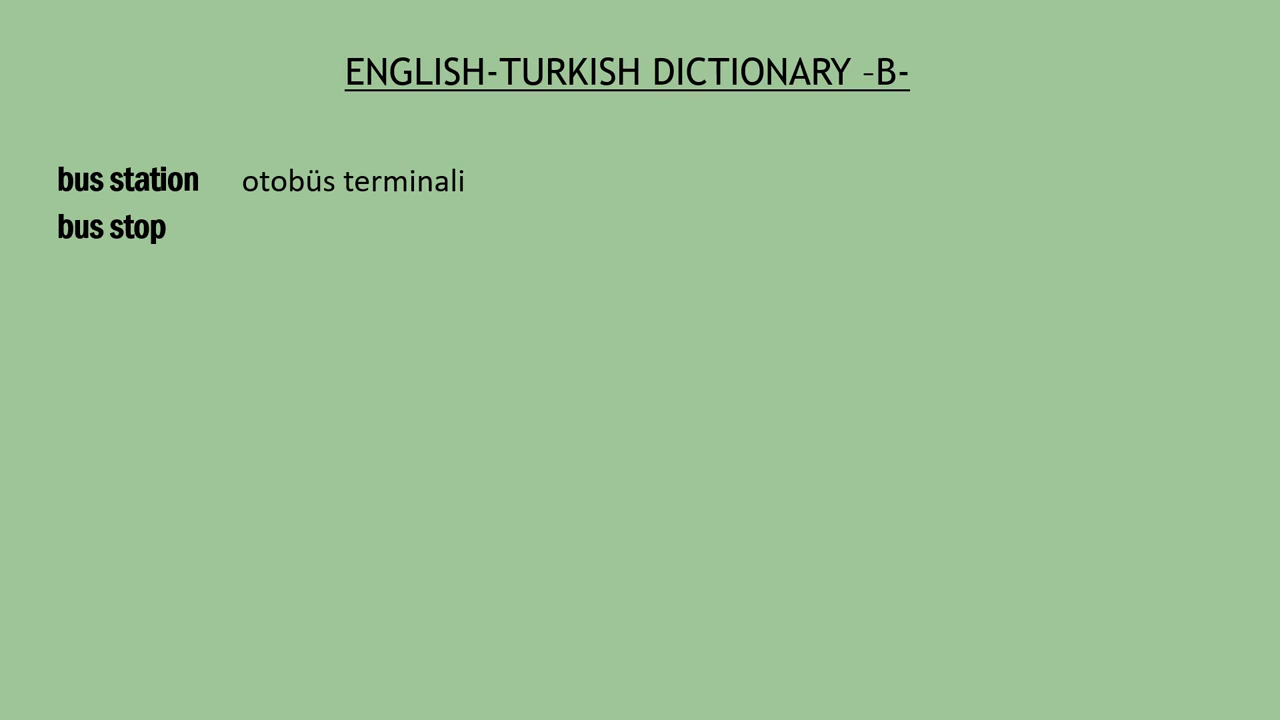 ENGLISH-TURKISH DICTIONARY –B-
bus station otobüs terminali
bus stop